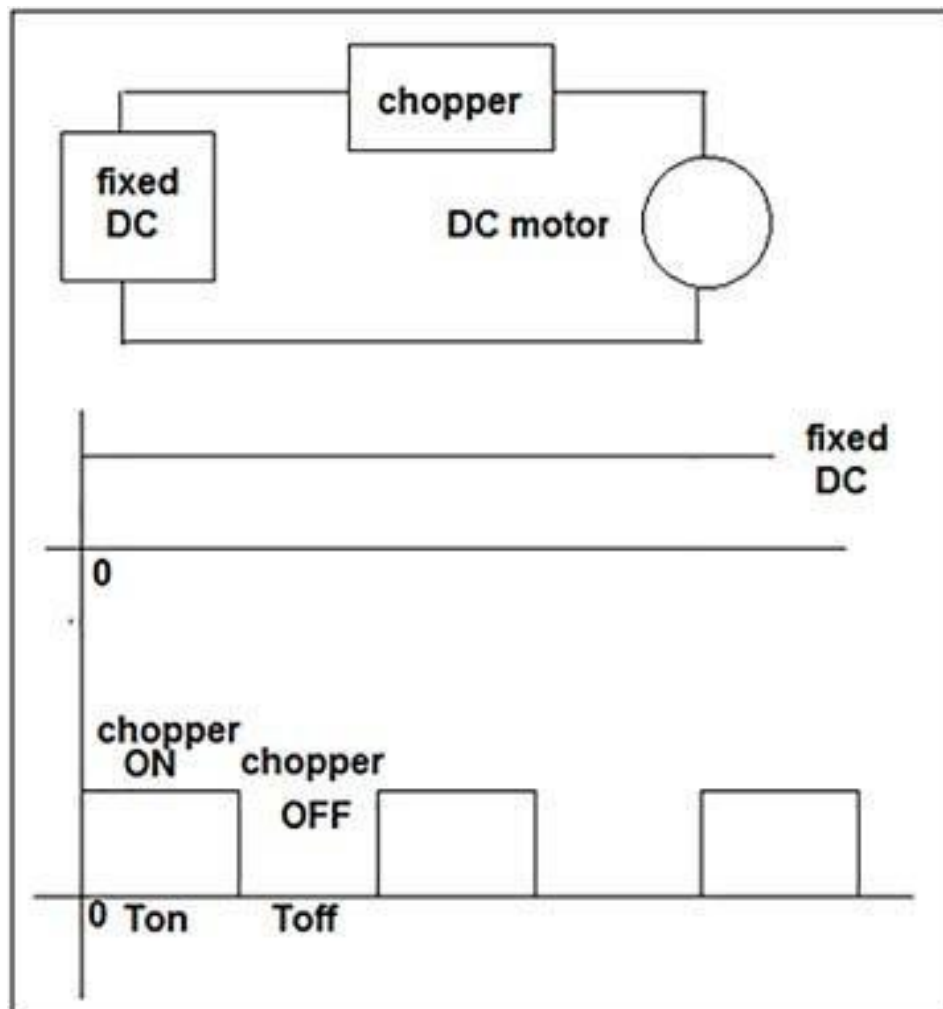 chopper
fixed
DC
DC motor
fixed
DC
0
chopper
ON
chopper
OFF
0
Ton
Toff